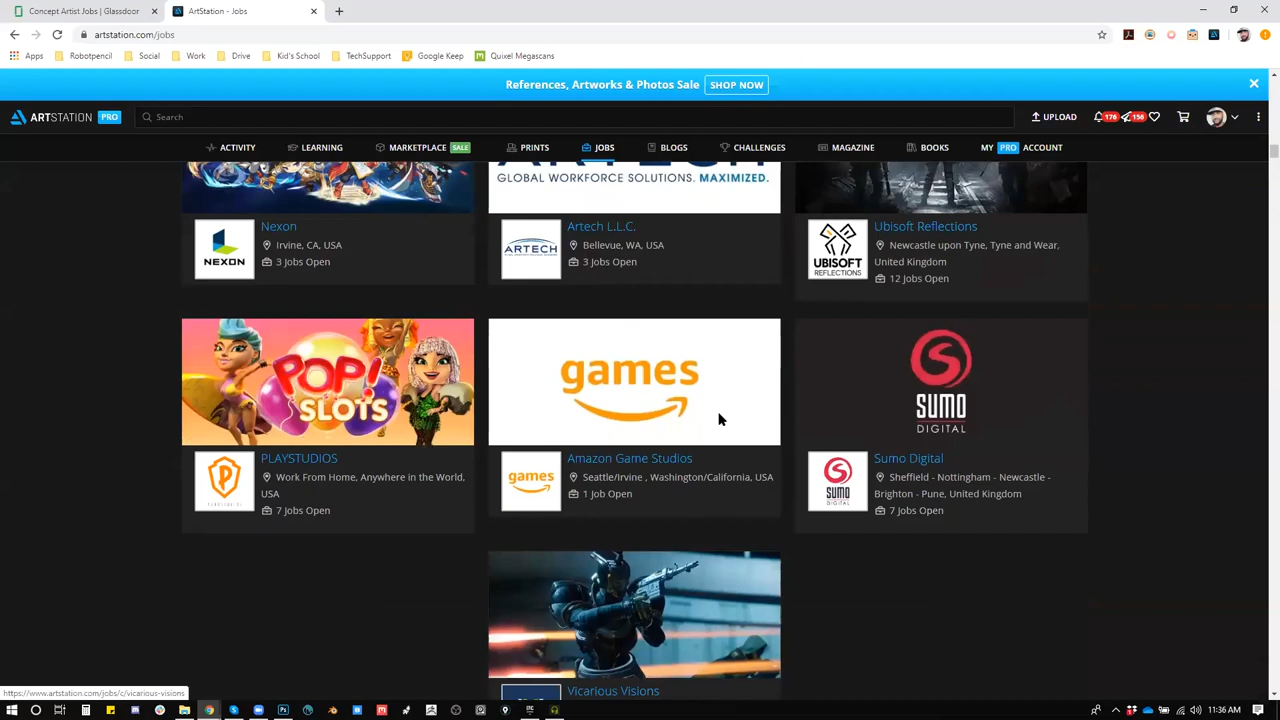 Concept Artist Jobs | Glassdoor
ArtStation - Jobs
artstation.com/jobs
Apps
Robotpencil
Social
Work
Drive
Kid's School
TechSupport
Google Keep
Quixel Megascans
References, Artworks & Photos Sale SHOP NOW
ARTSTATION PRO
Search
UPLOAD
176
156
ACTIVITY
LEARNING
MARKETPLACE SALE
PRINTS
JOBS
BLOGS
CHALLENGES
MAGAZINE
BOOKS
MY PRO ACCOUNT
ARTECH
GLOBAL WORKFORCE SOLUTIONS. MAXIMIZED.
NEXON
Nexon
Irvine, CA, USA
3 Jobs Open
ARTECH
Artech L.L.C.
Bellevue, WA, USA
3 Jobs Open
UBISOFT
REFLECTIONS
Ubisoft Reflections
Newcastle upon Tyne, Tyne and Wear,
United Kingdom
12 Jobs Open
POP!
SLOTS
games
SUMO
DIGITAL
PLAYSTUDIOS
Work From Home, Anywhere in the World,
USA
7 Jobs Open
games
Amazon Game Studios
Seattle/Irvine , Washington/California, USA
1 Job Open
SUMO
DIGITAL
Sumo Digital
Sheffield - Nottingham - Newcastle -
Brighton - Pune, United Kingdom
7 Jobs Open
Vicarious Visions
https://www.artstation.com/jobs/c/vicarious-visions
11:36 AM